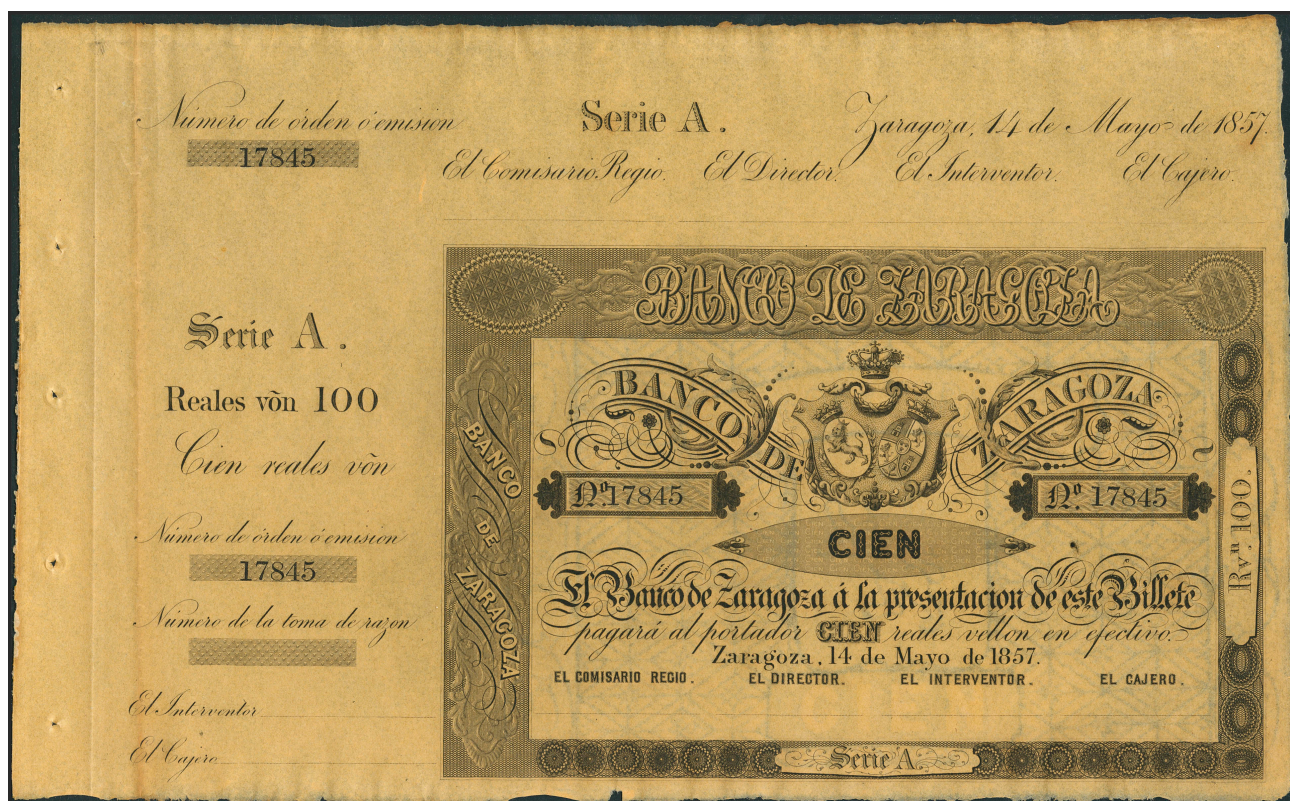 Número de órden ó emisión
17845
Serie A.
Zaragoza, 14 de Mayo de 1857.
El Comisario Regio. El Director. El Interventor. El Cajero.
Serie A.
Reales võn 100
Cien reales võn
Número de órden ó emisión
17845
Número de la toma de razon
El Interventor
El Cajero
BANCO DE ZARAGOZA
BANCO DE ZARAGOZA
BANCO DE ZARAGOZA
Nº 17845
Nº. 17845
CIEN
El Banco de Zaragoza á la presentacion de este Billete
pagará al portador CIEN reales vellon en efectivo.
Zaragoza, 14 de Mayo de 1857.
EL COMISARIO REGIO. EL DIRECTOR. EL INTERVENTOR. EL CAJERO.
Rvn 100.
Serie A.